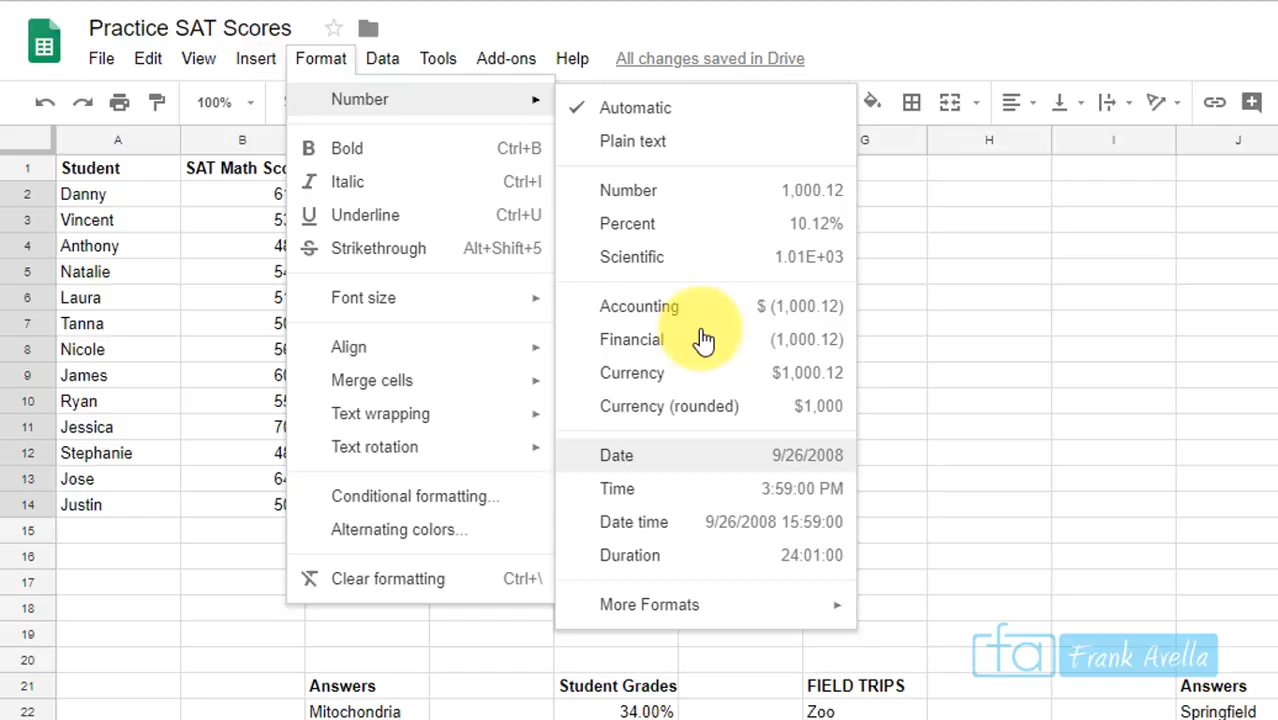 Practice SAT Scores
File Edit View Insert Format Data Tools Add-ons Help All changes saved in Drive
100%
Number
Bold Ctrl+B
Italic Ctrl+I
Underline Ctrl+U
Strikethrough Alt+Shift+5
Font size
Align
Merge cells
Text wrapping
Text rotation
Conditional formatting...
Alternating colors...
Clear formatting Ctrl+\
Automatic
Plain text
Number 1,000.12
Percent 10.12%
Scientific 1.01E+03
Accounting $ (1,000.12)
Financial (1,000.12)
Currency $1,000.12
Currency (rounded) $1,000
Date 9/26/2008
Time 3:59:00 PM
Date time 9/26/2008 15:59:00
Duration 24:01:00
More Formats
A B G H I J
1 Student SAT Math
2 Danny
3 Vincent
4 Anthony
5 Natalie
6 Laura
7 Tanna
8 Nicole
9 James
10 Ryan
11 Jessica
12 Stephanie
13 Jose
14 Justin
15
16
17
18
19
20
21 Answers Student Grades FIELD TRIPS Answers
22 Mitochondria 34.00% Zoo Springfield
fa Frank Avella